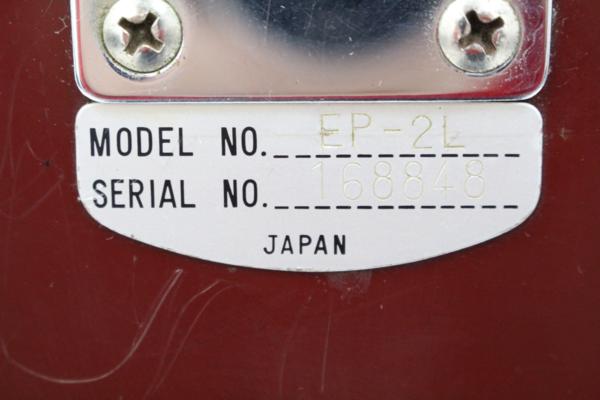 MODEL NO. EP-2L
SERIAL NO. 168848
JAPAN